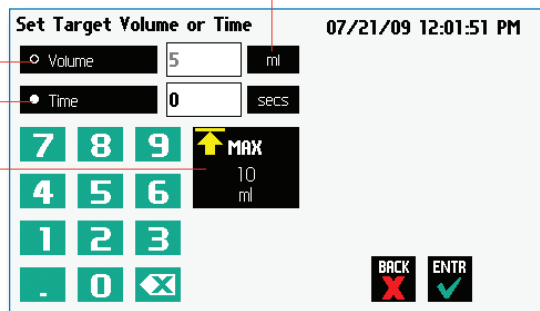 Set Target Volume or Time 07/21/09 12:01:51 PM
Volume 5 ml
Time 0 secs
7 8 9 MAX
10
4 5 6 ml
1 2 3
. 0
BACK ENTR